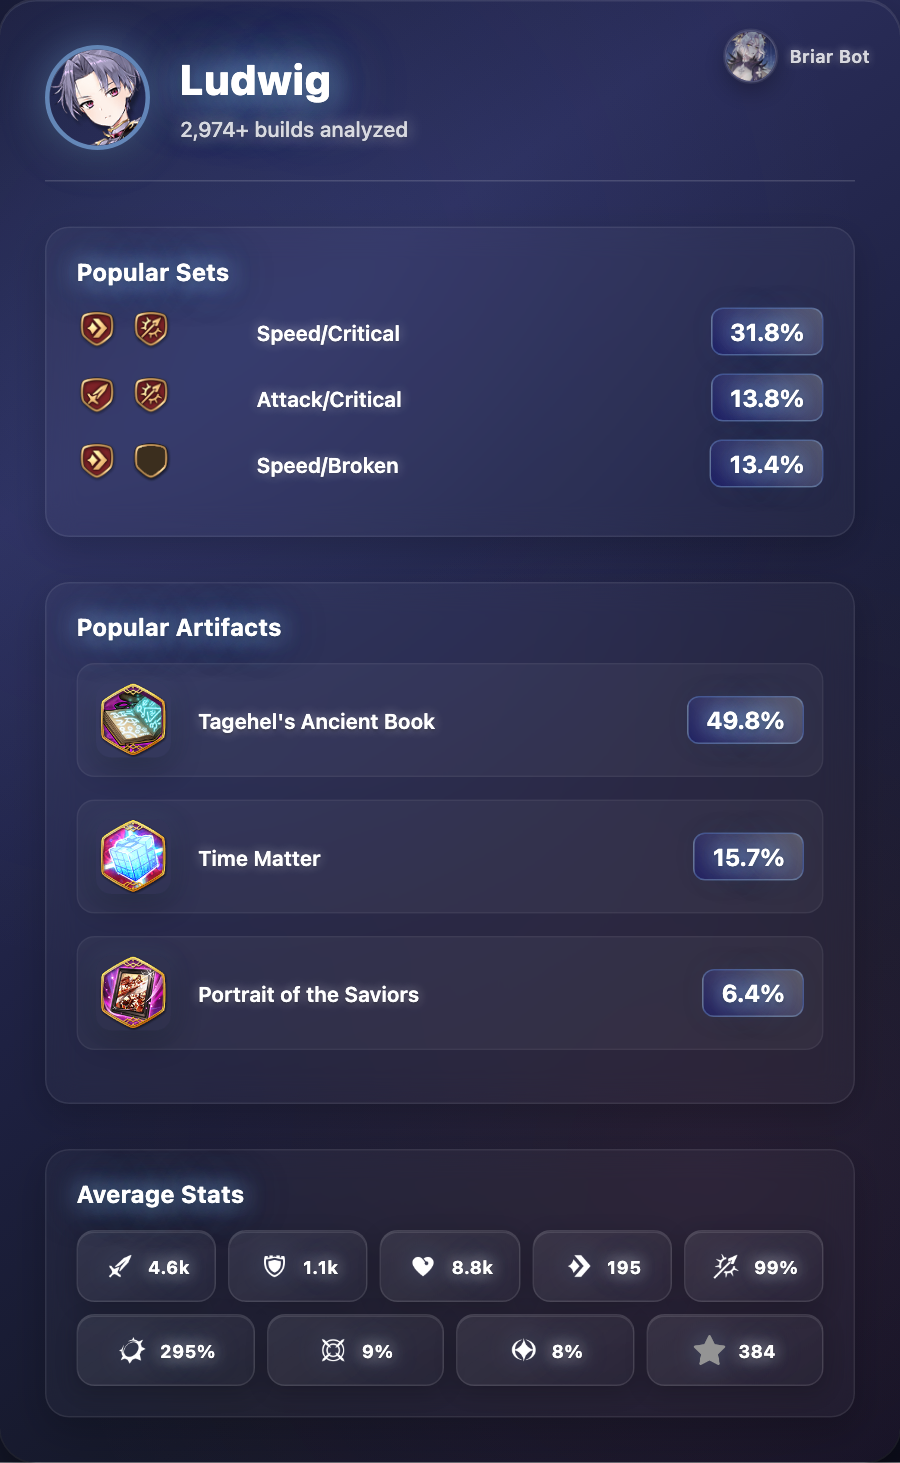 Ludwig
2,974+ builds analyzed
Briar Bot
Popular Sets
Speed/Critical 31.8%
Attack/Critical 13.8%
Speed/Broken 13.4%
Popular Artifacts
Tagehel's Ancient Book 49.8%
Time Matter 15.7%
Portrait of the Saviors 6.4%
Average Stats
4.6k 1.1k 8.8k 195 99%
295% 9% 8% 384